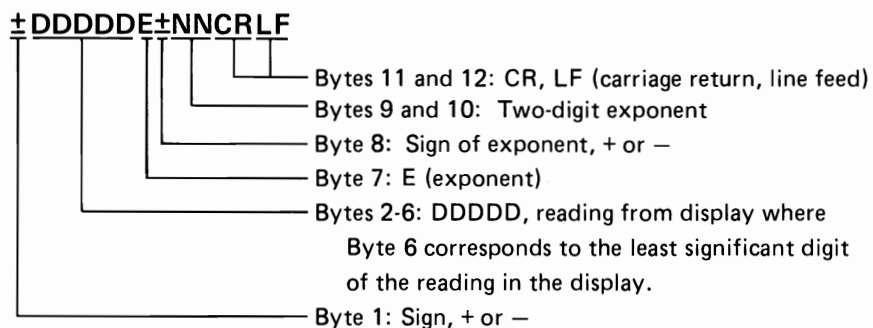 ±DDDDDE±NNCRLF
Bytes 11 and 12: CR, LF (carriage return, line feed)
Bytes 9 and 10: Two-digit exponent
Byte 8: Sign of exponent, + or —
Byte 7: E (exponent)
Bytes 2-6: DDDDD, reading from display where
Byte 6 corresponds to the least significant digit
of the reading in the display.
Byte 1: Sign, + or —